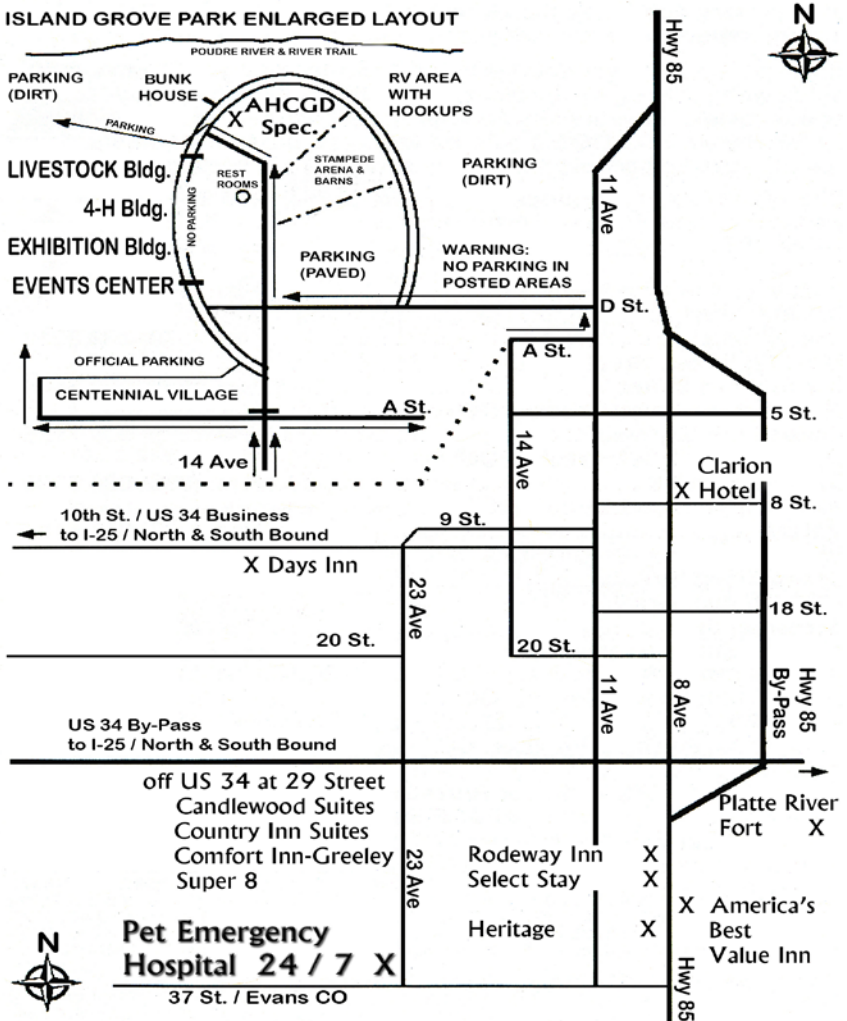 ISLAND GROVE PARK ENLARGED LAYOUT
POUDRE RIVER & RIVER TRAIL
N
Hwy 85
PARKING
(DIRT)
BUNK
HOUSE
RV AREA
WITH
HOOKUPS
X AHCGD
Spec.
PARKING
LIVESTOCK Bldg.
4-H Bldg.
EXHIBITION Bldg.
EVENTS CENTER
NO PARKING
REST
ROOMS
STAMPEDE
ARENA &
BARNS
PARKING
(DIRT)
11 Ave
PARKING
(PAVED)
WARNING:
NO PARKING IN
POSTED AREAS
D St.
A St.
OFFICIAL PARKING
CENTENNIAL VILLAGE
A St.
5 St.
14 Ave
14 Ave
Clarion
X Hotel
8 St.
10th St. / US 34 Business
to I-25 / North & South Bound
9 St.
X Days Inn
23 Ave
18 St.
20 St.
20 St.
11 Ave
8 Ave
Hwy 85
By-Pass
US 34 By-Pass
to I-25 / North & South Bound
off US 34 at 29 Street
Candlewood Suites
Country Inn Suites
Comfort Inn-Greeley
Super 8
23 Ave
Platte River
Fort X
Rodeway Inn X
Select Stay X
Heritage X
X America's
Best
Value Inn
N
Pet Emergency
Hospital 24 / 7 X
37 St. / Evans CO
Hwy 85